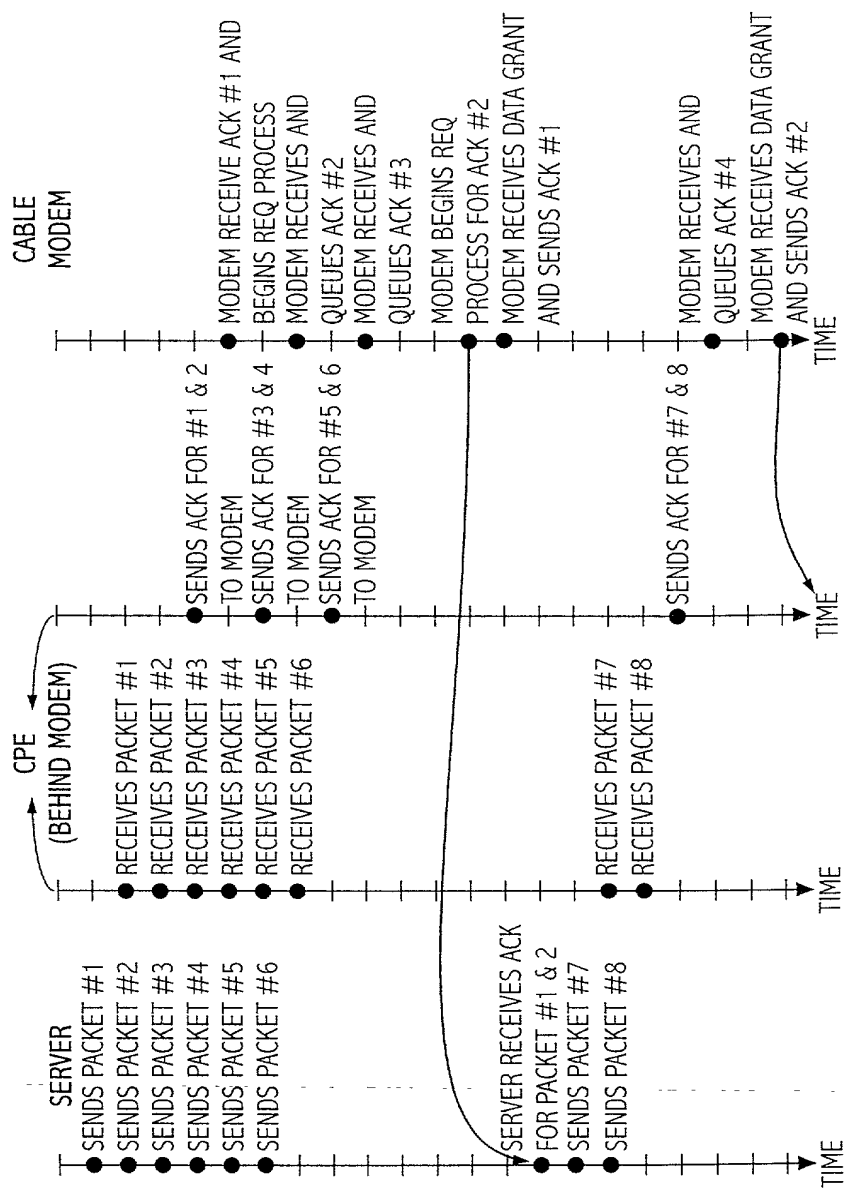 SERVER
SENDS PACKET #1
SENDS PACKET #2
SENDS PACKET #3
SENDS PACKET #4
SENDS PACKET #5
SENDS PACKET #6
SERVER RECEIVES ACK
FOR PACKET #1 & 2
SENDS PACKET #7
SENDS PACKET #8
TIME
CPE
(BEHIND MODEM)
RECEIVES PACKET #1
RECEIVES PACKET #2
RECEIVES PACKET #3
RECEIVES PACKET #4
RECEIVES PACKET #5
RECEIVES PACKET #6
RECEIVES PACKET #7
RECEIVES PACKET #8
TIME
SENDS ACK FOR #1 & 2
TO MODEM
SENDS ACK FOR #3 & 4
TO MODEM
SENDS ACK FOR #5 & 6
TO MODEM
SENDS ACK FOR #7 & 8
TIME
CABLE
MODEM
MODEM RECEIVE ACK #1 AND
BEGINS REQ PROCESS
MODEM RECEIVES AND
QUEUES ACK #2
MODEM RECEIVES AND
QUEUES ACK #3
MODEM BEGINS REQ
PROCESS FOR ACK #2
MODEM RECEIVES DATA GRANT
AND SENDS ACK #1
MODEM RECEIVES AND
QUEUES ACK #4
MODEM RECEIVES DATA GRANT
AND SENDS ACK #2
TIME